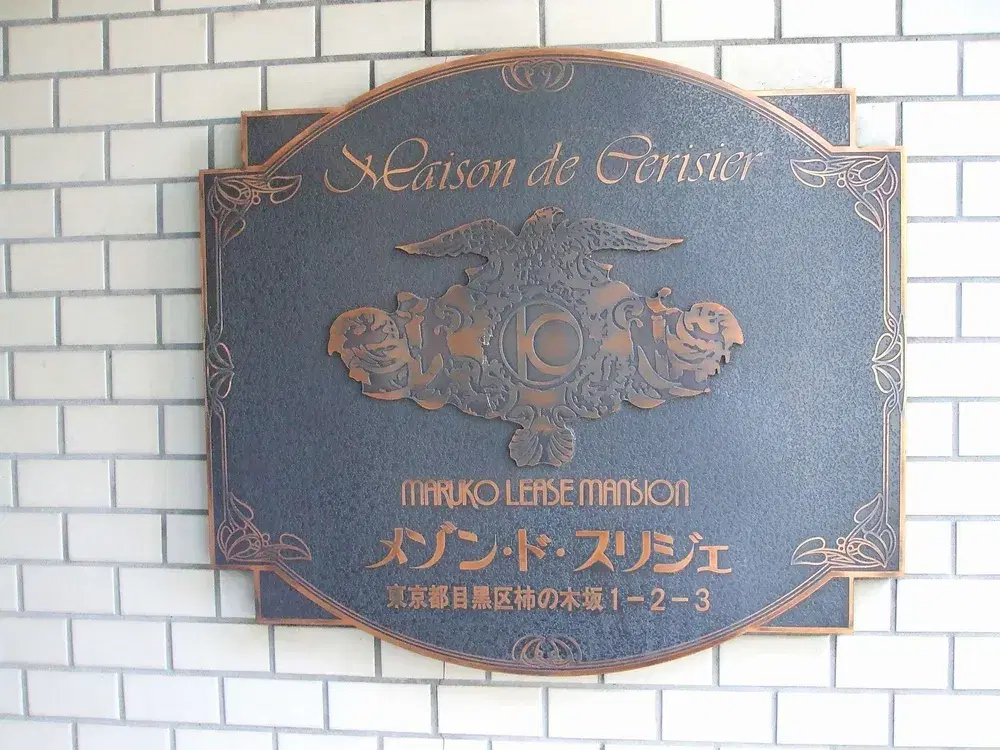 Maison de Cerisier
MARUKO LEASE MANSION
メゾン・ド・スリジェ
東京都目黒区柿の木坂1-2-3